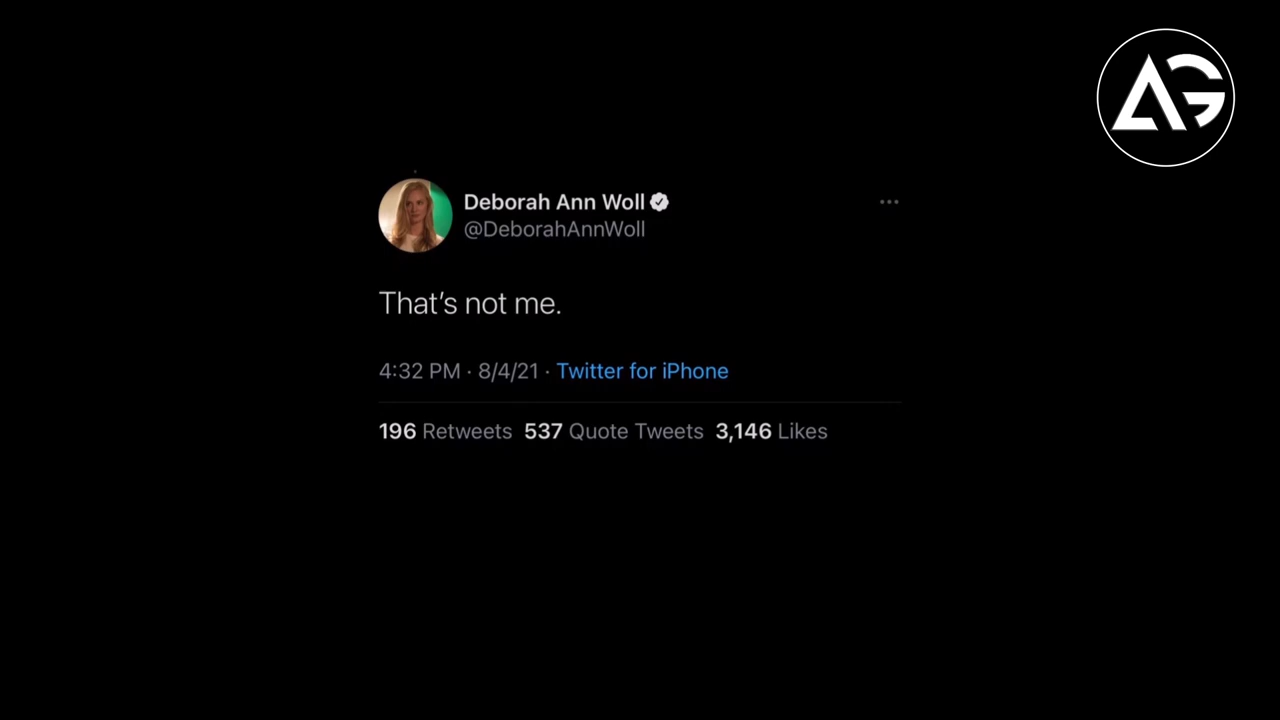 AG
Deborah Ann Woll
@DeborahAnnWoll
That's not me.
4:32 PM · 8/4/21 · Twitter for iPhone
196 Retweets 537 Quote Tweets 3,146 Likes